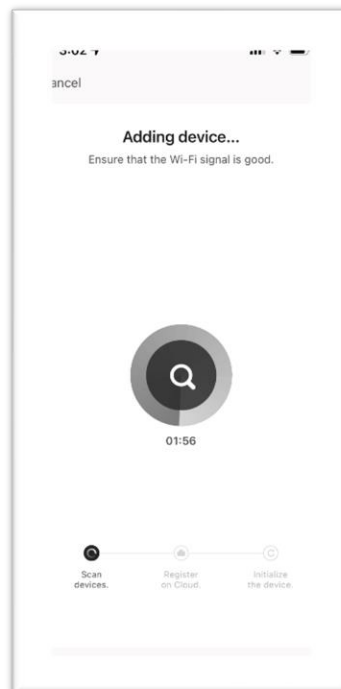 ancel
Adding device...
Ensure that the Wi-Fi signal is good.
01:56
Scan
devices.
Register
on Cloud.
Initialize
the device.